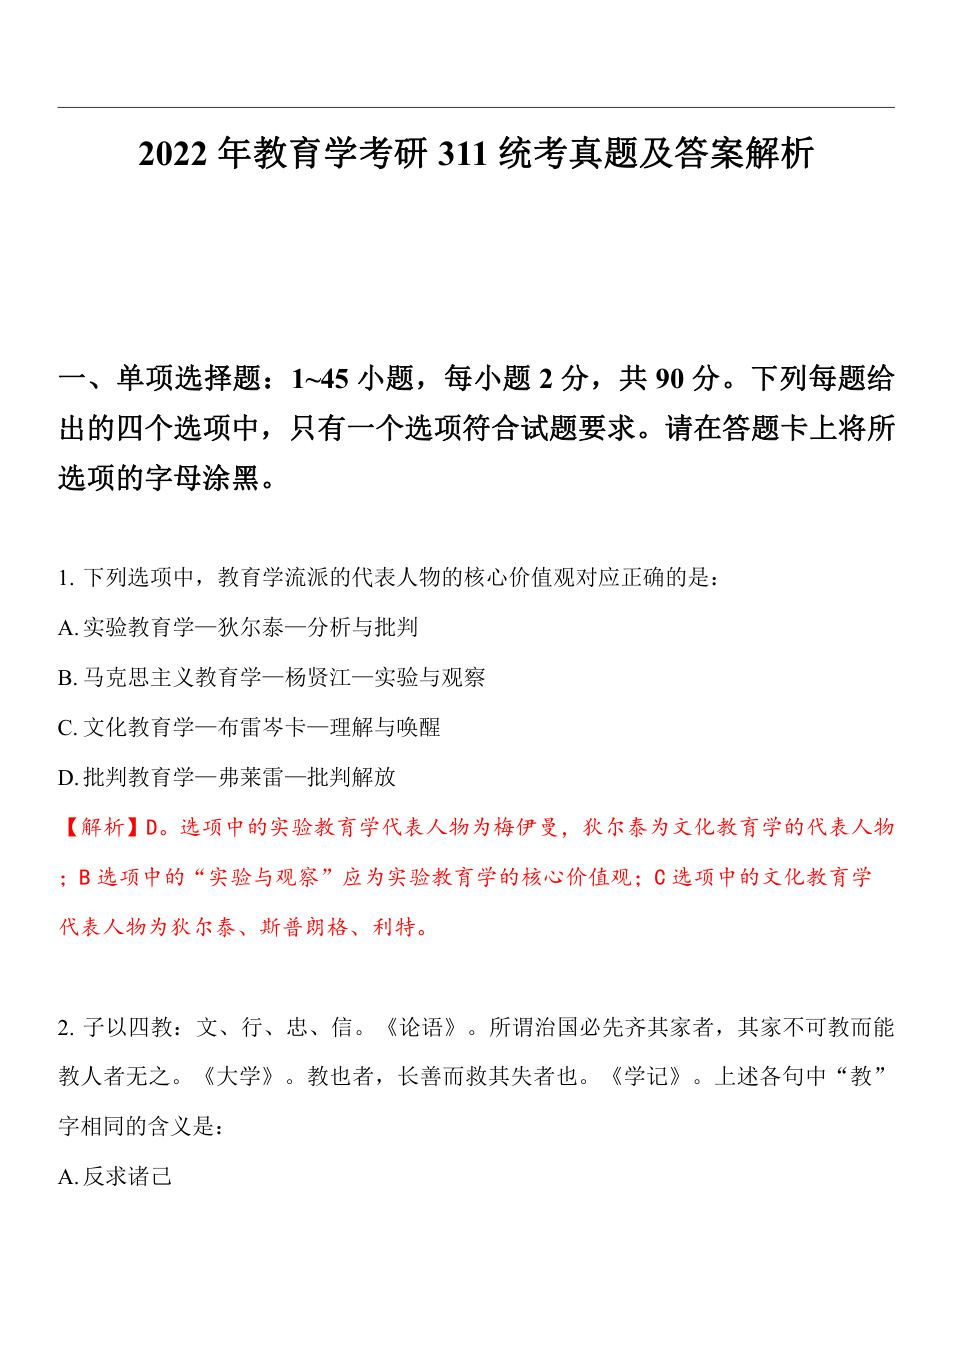 2022 年教育学考研 311 统考真题及答案解析
一、单项选择题：1~45 小题，每小题 2 分，共 90 分。下列每题给
出的四个选项中，只有一个选项符合试题要求。请在答题卡上将所
选项的字母涂黑。
1. 下列选项中，教育学流派的代表人物的核心价值观对应正确的是：
A. 实验教育学—狄尔泰—分析与批判
B. 马克思主义教育学—杨贤江—实验与观察
C. 文化教育学—布雷岑卡—理解与唤醒
D. 批判教育学—弗莱雷—批判解放
【解析】D。选项中的实验教育学代表人物为梅伊曼，狄尔泰为文化教育学的代表人物
；B 选项中的“实验与观察”应为实验教育学的核心价值观；C 选项中的文化教育学
代表人物为狄尔泰、斯普朗格、利特。
2. 子以四教：文、行、忠、信。《论语》。所谓治国必先齐其家者，其家不可教而能
教人者无之。《大学》。教也者，长善而救其失者也。《学记》。上述各句中“教”
字相同的含义是：
A. 反求诸己